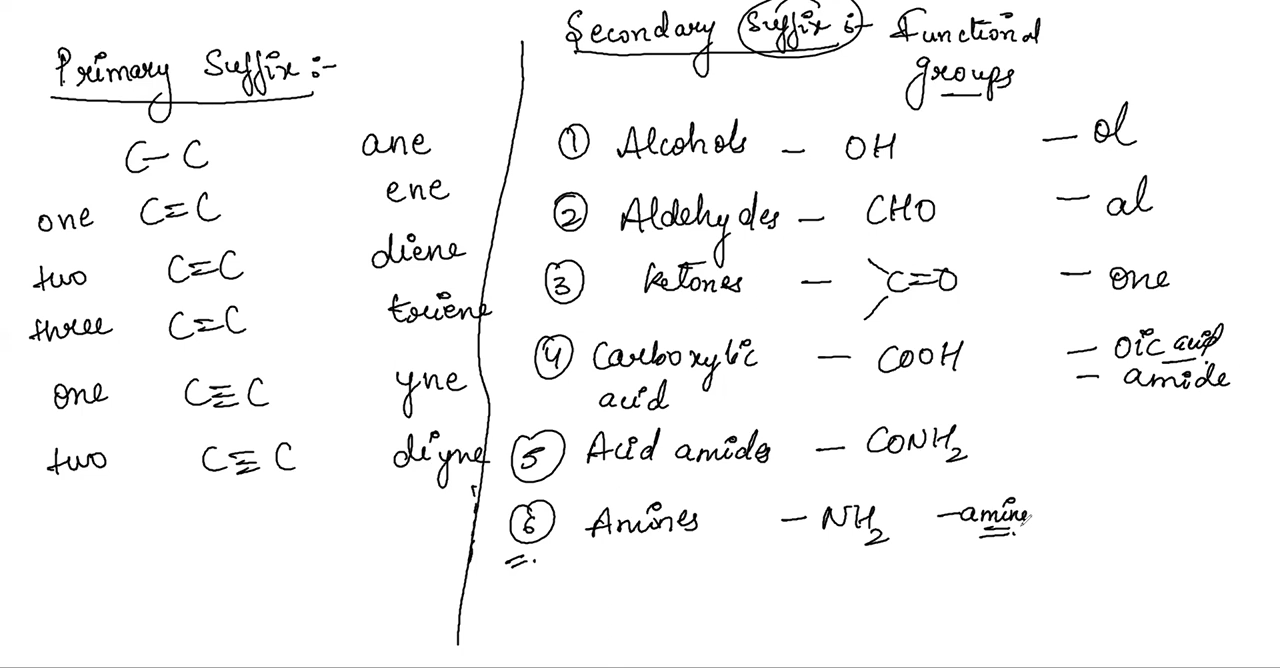 Primary Suffix :-
C-C ane
one C=C ene
two C=C diene
three C=C triene
one C≡C yne
two C≡C diyne
Secondary Suffix :- Functional
groups
① Alcohols - OH - ol
② Aldehydes - CHO - al
③ Ketones - C=O - one
④ Carboxylic - COOH - oic acid
acid - amide
⑤ Acid amides - CONH2
⑥ Amines - NH2 - amine